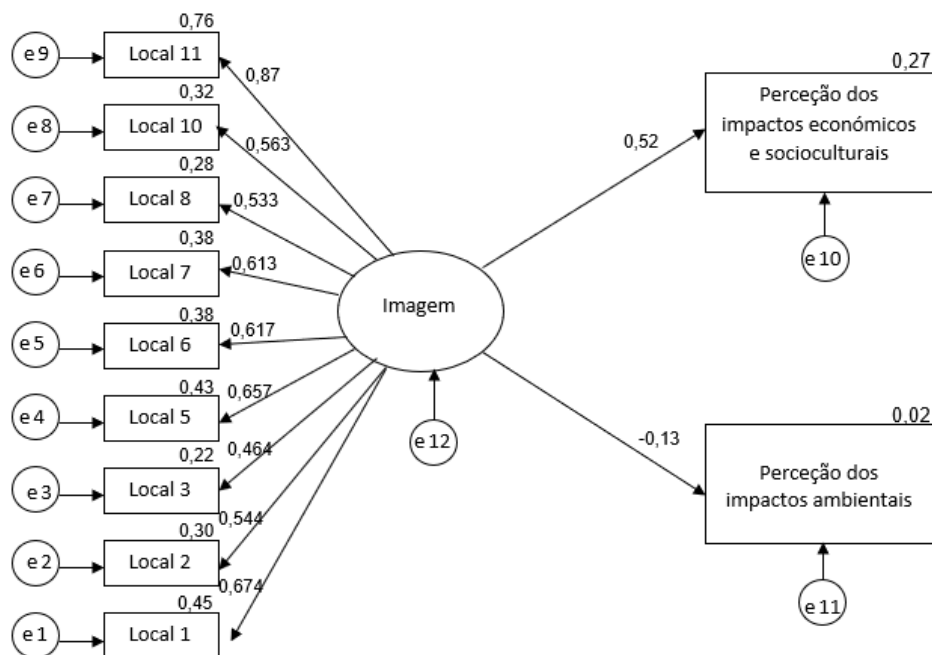 0,76
e 9
Local 11
0,87
0,32
e 8
Local 10
0,563
0,28
e 7
Local 8
0,533
0,38
e 6
Local 7
0,613
0,38
e 5
Local 6
0,617
0,43
e 4
Local 5
0,657
0,22
e 3
Local 3
0,464
0,30
e 2
Local 2
0,544
0,45
e 1
Local 1
0,674
Imagem
e 12
0,52
0,27
Perceção dos
impactos económicos
e socioculturais
e 10
-0,13
0,02
Perceção dos
impactos ambientais
e 11